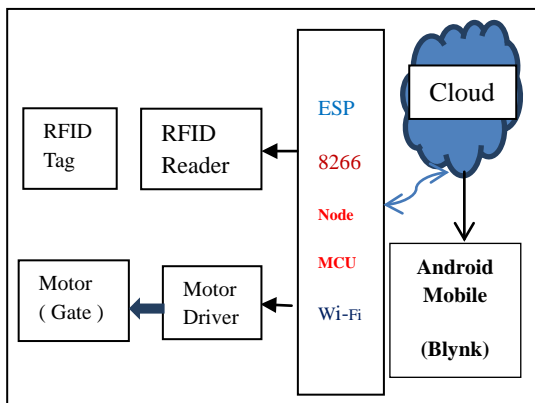 RFID
Tag
RFID
Reader
ESP
8266
Node
MCU
Wi-Fi
Cloud
Motor
( Gate )
Motor
Driver
Android
Mobile
(Blynk)